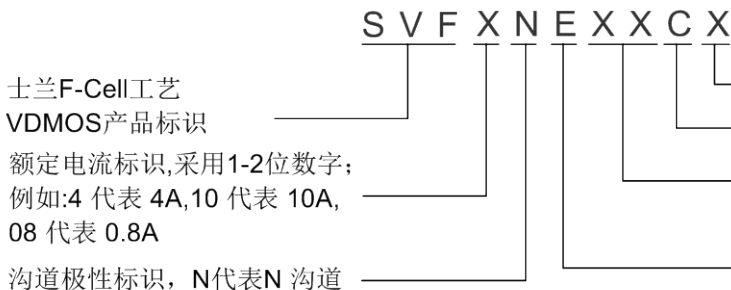 SVFXNEXXCX
士兰F-Cell工艺
VDMOS产品标识
额定电流标识,采用1-2位数字；
例如:4 代表 4A,10 代表 10A,
08 代表 0.8A
沟道极性标识，N代表N 沟道